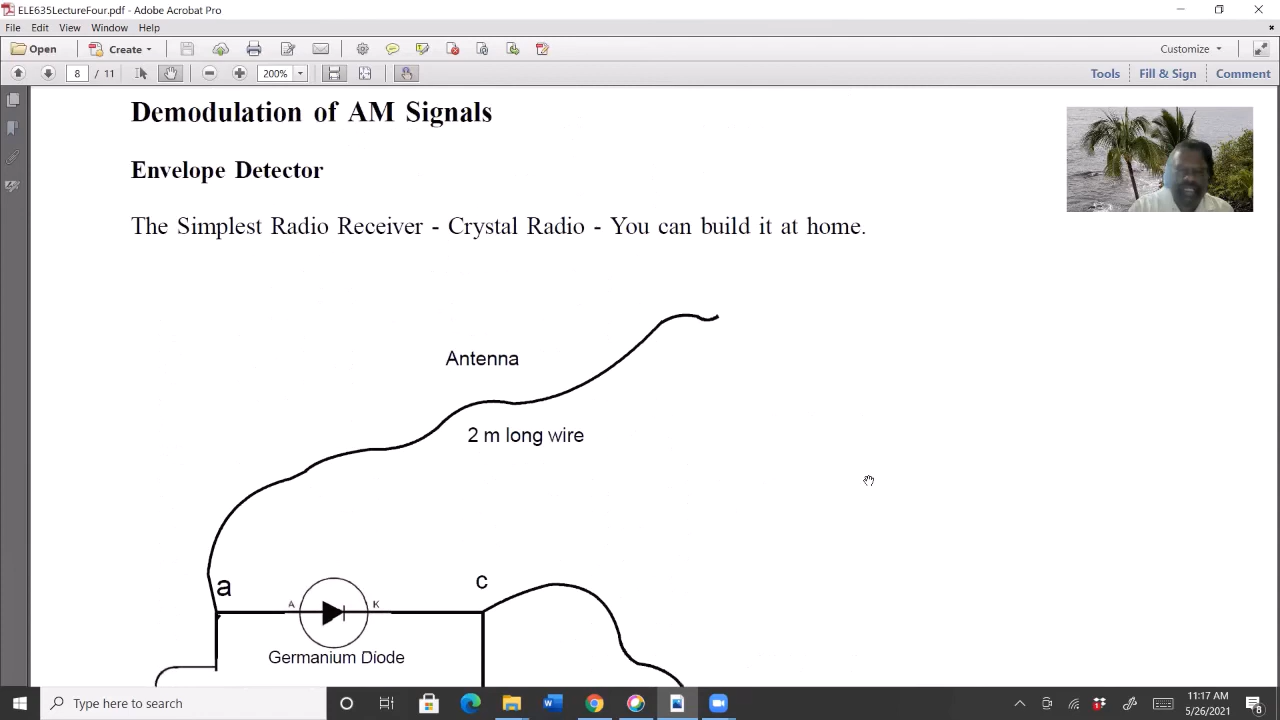 ELE635LectureFour.pdf - Adobe Acrobat Pro
File Edit View Window Help
Open Create Customize
8 / 11 200% Tools Fill & Sign Comment
Demodulation of AM Signals
Envelope Detector
The Simplest Radio Receiver - Crystal Radio - You can build it at home.
Antenna
2 m long wire
a
c
A K
Germanium Diode
Type here to search
11:17 AM
5/26/2021
8